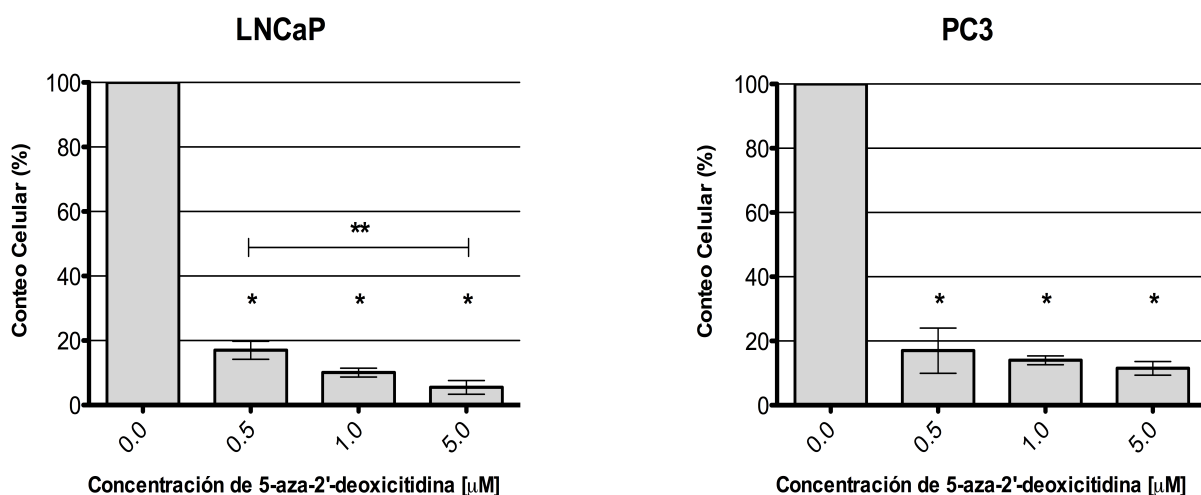 LNCaP
Conteo Celular (%)
100
80
60
40
20
0
**
* * *
0.0 0.5 1.0 5.0
Concentración de 5-aza-2'-deoxicitidina [μM]
PC3
Conteo Celular (%)
100
80
60
40
20
0
* * *
0.0 0.5 1.0 5.0
Concentración de 5-aza-2'-deoxicitidina [μM]